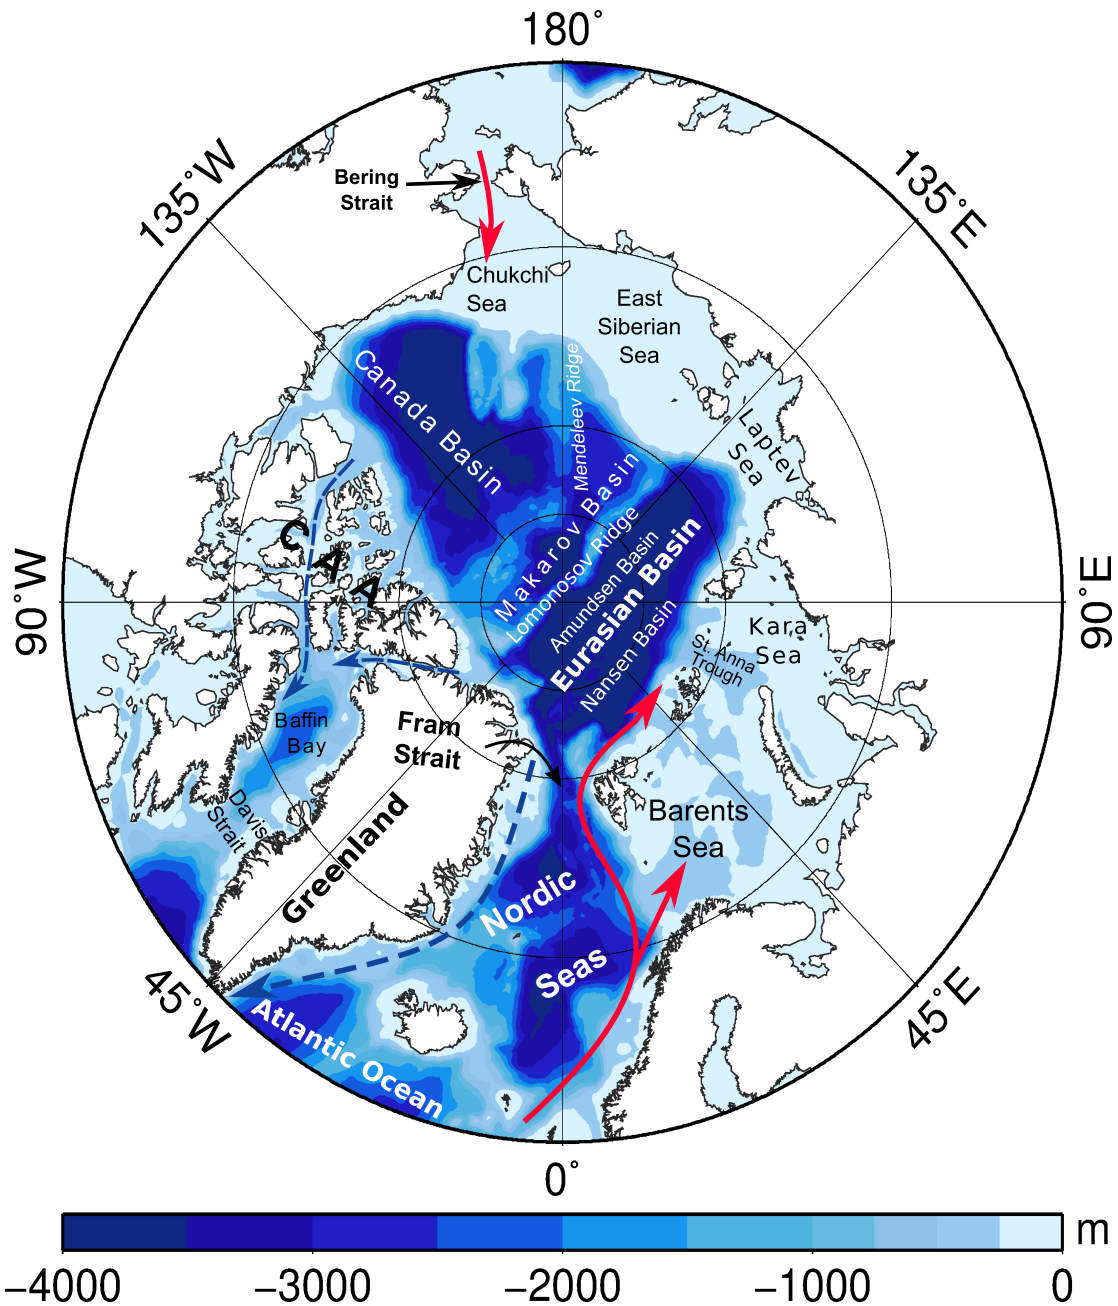 180°
135°W
135°E
Bering
Strait
Chukchi
Sea
East
Siberian
Sea
Canada Basin
Mendeleev Ridge
Laptev
Sea
Makarov Basin
Lomonosov Ridge
Amundsen Basin
Eurasian Basin
Nansen Basin
CAA
90°W
90°E
Kara
Sea
St. Anna
Trough
Baffin
Bay
Fram
Strait
Davis
Strait
Greenland
Barents
Sea
Nordic
Seas
45°W
45°E
Atlantic Ocean
0°
m
−4000
−3000
−2000
−1000
0